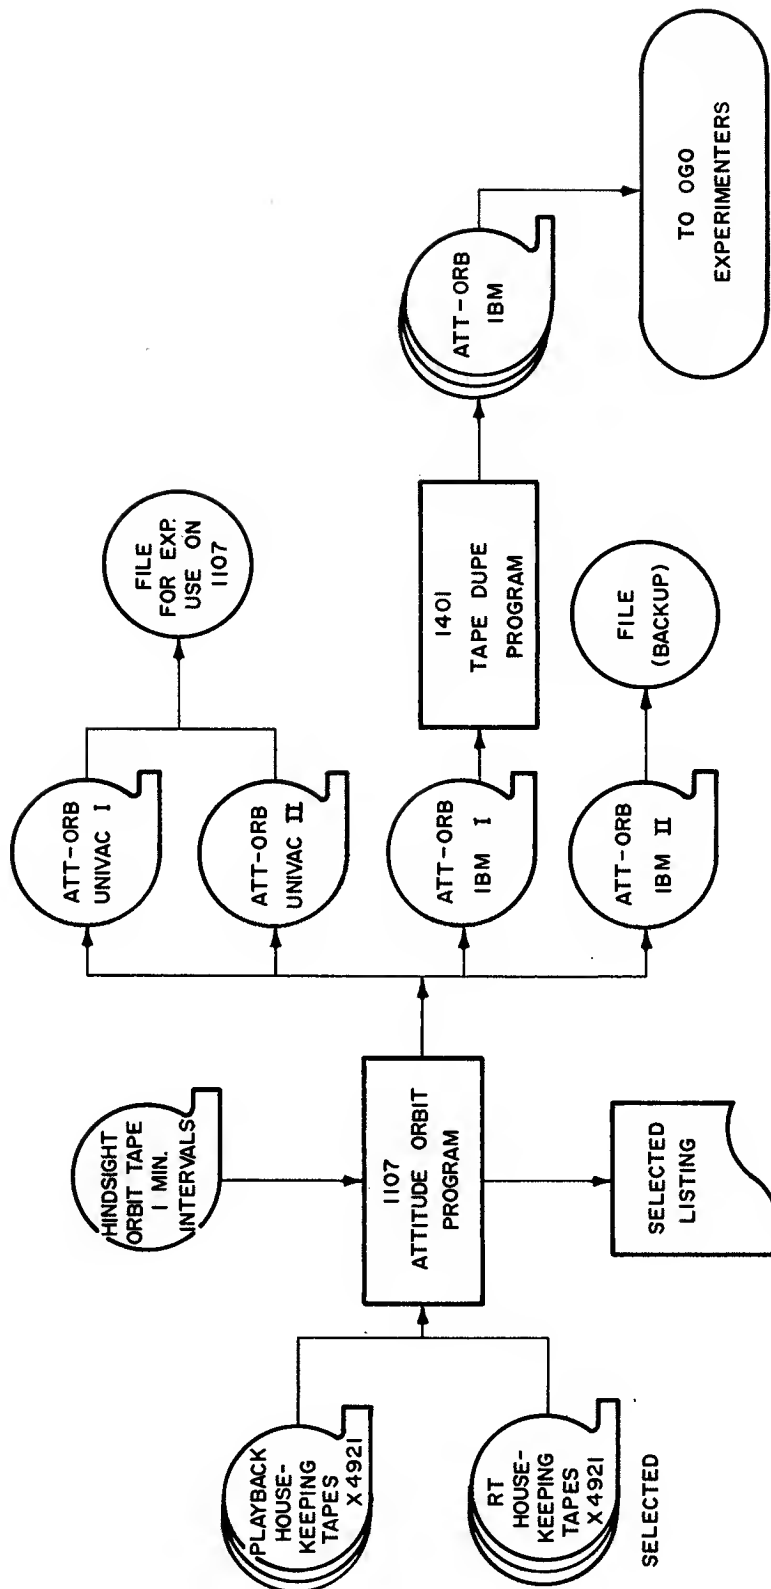 PLAYBACK
HOUSE-
KEEPING
TAPES
X4921
RT
HOUSE-
KEEPING
TAPES
X4921
SELECTED
HINDSIGHT
ORBIT TAPE
1 MIN.
INTERVALS
1107
ATTITUDE ORBIT
PROGRAM
SELECTED
LISTING
ATT-ORB
UNIVAC I
ATT-ORB
UNIVAC II
ATT-ORB
IBM I
ATT-ORB
IBM II
FILE
FOR EXP.
USE ON
1107
1401
TAPE DUPE
PROGRAM
FILE
(BACKUP)
ATT-ORB
IBM
TO OGO
EXPERIMENTERS